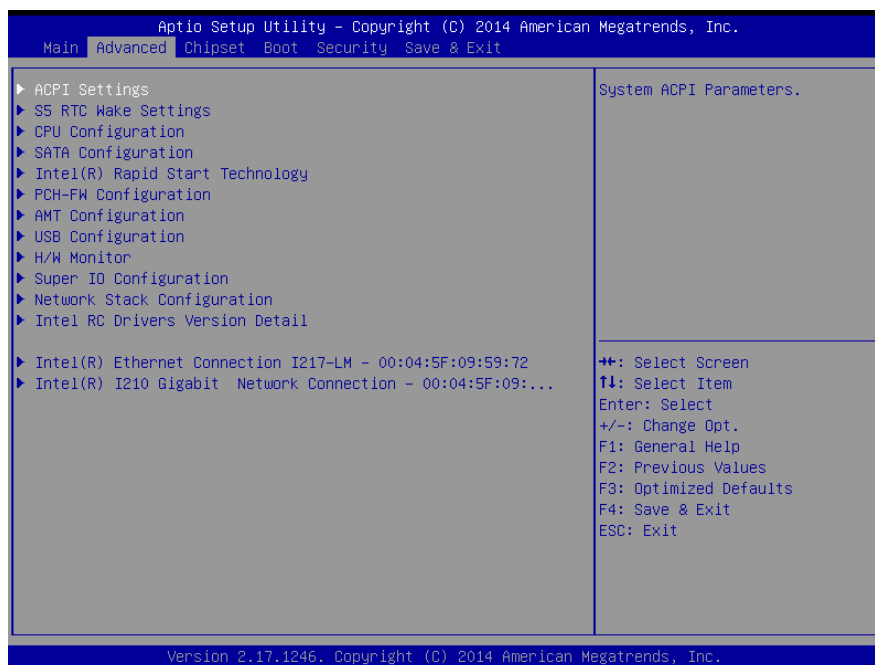 Aptio Setup Utility – Copyright (C) 2014 American Megatrends, Inc.
Main Advanced Chipset Boot Security Save & Exit
ACPI Settings
S5 RTC Wake Settings
CPU Configuration
SATA Configuration
Intel(R) Rapid Start Technology
PCH-FW Configuration
AMT Configuration
USB Configuration
H/W Monitor
Super IO Configuration
Network Stack Configuration
Intel RC Drivers Version Detail
Intel(R) Ethernet Connection I217-LM - 00:04:5F:09:59:72
Intel(R) I210 Gigabit  Network Connection - 00:04:5F:09:...
System ACPI Parameters.
→←: Select Screen
↑↓: Select Item
Enter: Select
+/-: Change Opt.
F1: General Help
F2: Previous Values
F3: Optimized Defaults
F4: Save & Exit
ESC: Exit
Version 2.17.1246. Copyright (C) 2014 American Megatrends, Inc.